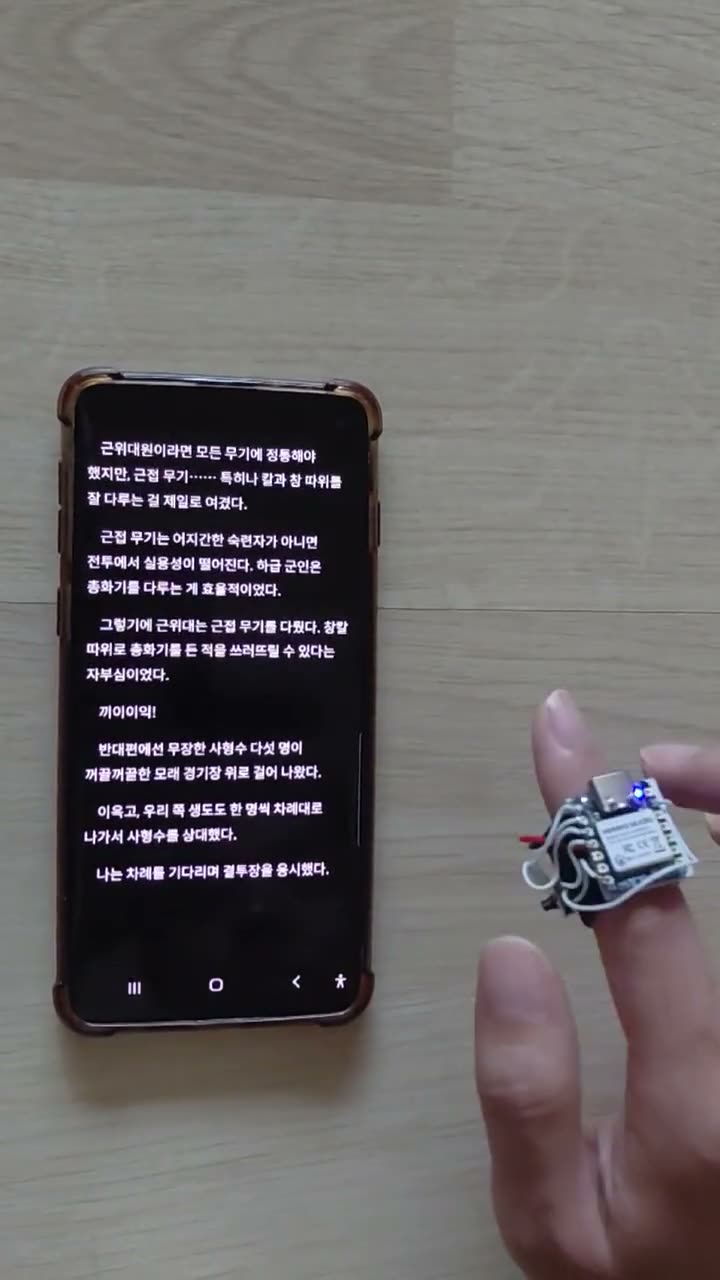 근위대원이라면 모든 무기에 정통해야
했지만, 근접 무기…… 특히나 칼과 창 따위를
잘 다루는 걸 제일로 여겼다.
근접 무기는 어지간한 숙련자가 아니면
전투에서 실용성이 떨어진다. 하급 군인은
총화기를 다루는 게 효율적이었다.
그렇기에 근위대는 근접 무기를 다뤘다. 창칼
따위로 총화기를 든 적을 쓰러뜨릴 수 있다는
자부심이었다.
끼이이익!
반대편에선 무장한 사형수 다섯 명이
꺼끌꺼끌한 모래 경기장 위로 걸어 나왔다.
이윽고, 우리 쪽 생도도 한 명씩 차례대로
나가서 사형수를 상대했다.
나는 차례를 기다리며 결투장을 응시했다.